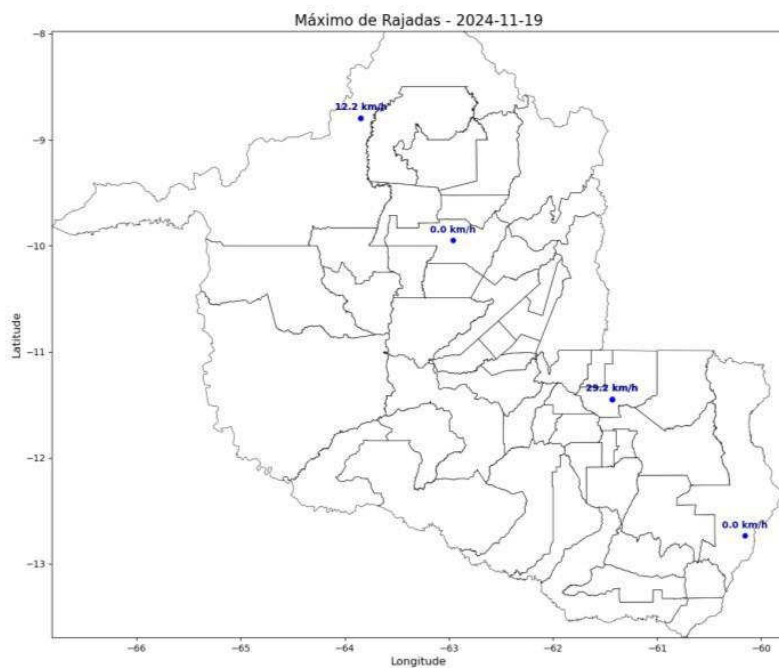 Máximo de Rajadas - 2024-11-19
−8
12.2 km/h
−9
0.0 km/h
−10
−11
29.2 km/h
−12
0.0 km/h
−13
Latitude
−66
−65
−64
−63
−62
−61
−60
Longitude